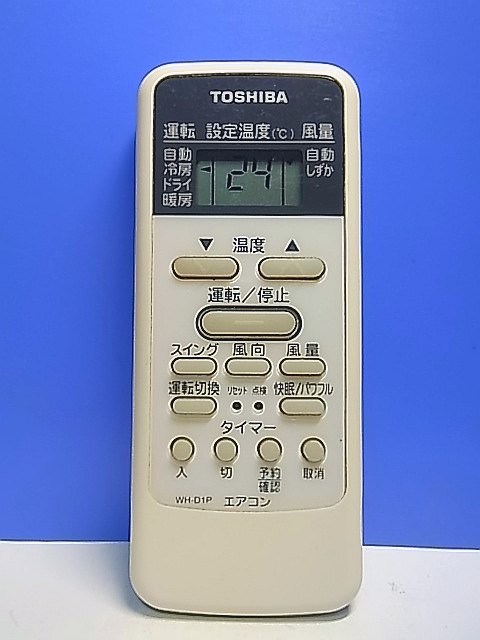 TOSHIBA
運転 設定温度(℃) 風量
自動 24 自動
冷房 しずか
ドライ
暖房
▼ 温度 ▲
運転/停止
スイング 風向 風量
運転切換 リセット 点検 快眠/パワフル
タイマー
入 切 予約確認 取消
WH-D1P エアコン